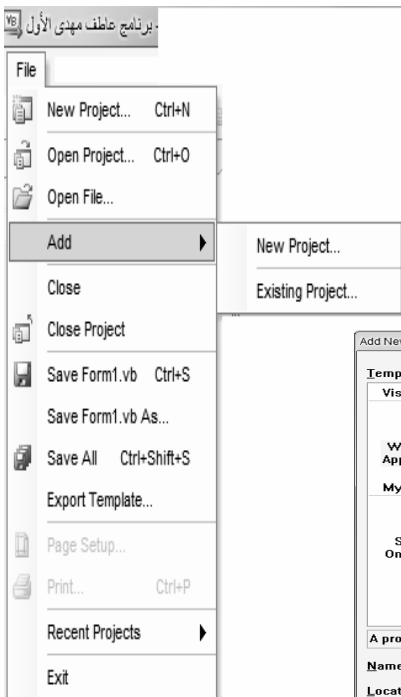 برنامج عاطف مهدى الأول -
File
New Project... Ctrl+N
Open Project... Ctrl+O
Open File...
Add
New Project...
Existing Project...
Close
Close Project
Save Form1.vb Ctrl+S
Save Form1.vb As...
Save All Ctrl+Shift+S
Export Template...
Page Setup...
Print... Ctrl+P
Recent Projects
Exit
Add New
Temp
Vis
W
App
My
S
On
A pro
Name
Locat